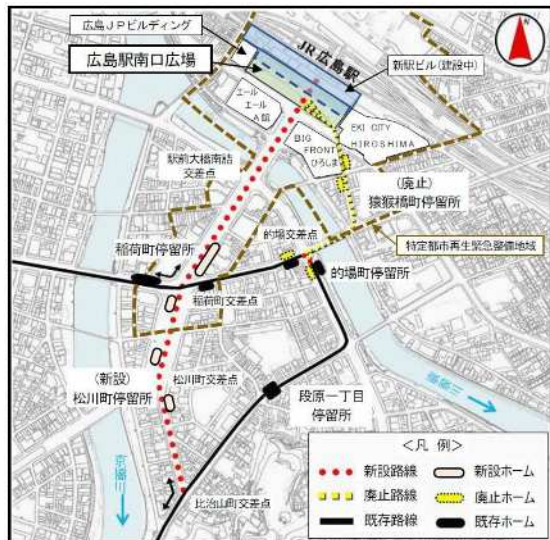 広島JPビルディング
広島駅南口広場
JR広島駅
新駅ビル(建設中)
エール
エール
A館
BIG
FRONT
ひろしま
EKI CITY
HIROSHIMA
駅前大橋南詰
交差点
(廃止)
猿猴橋町停留所
稲荷町停留所
的場交差点
特定都市再生緊急整備地域
的場町停留所
稲荷町交差点
(新設)
松川町停留所
松川町交差点
段原一丁目
停留所
猿猴川
京橋川
比治山町交差点
<凡 例>
新設路線
新設ホーム
廃止路線
廃止ホーム
既存路線
既存ホーム